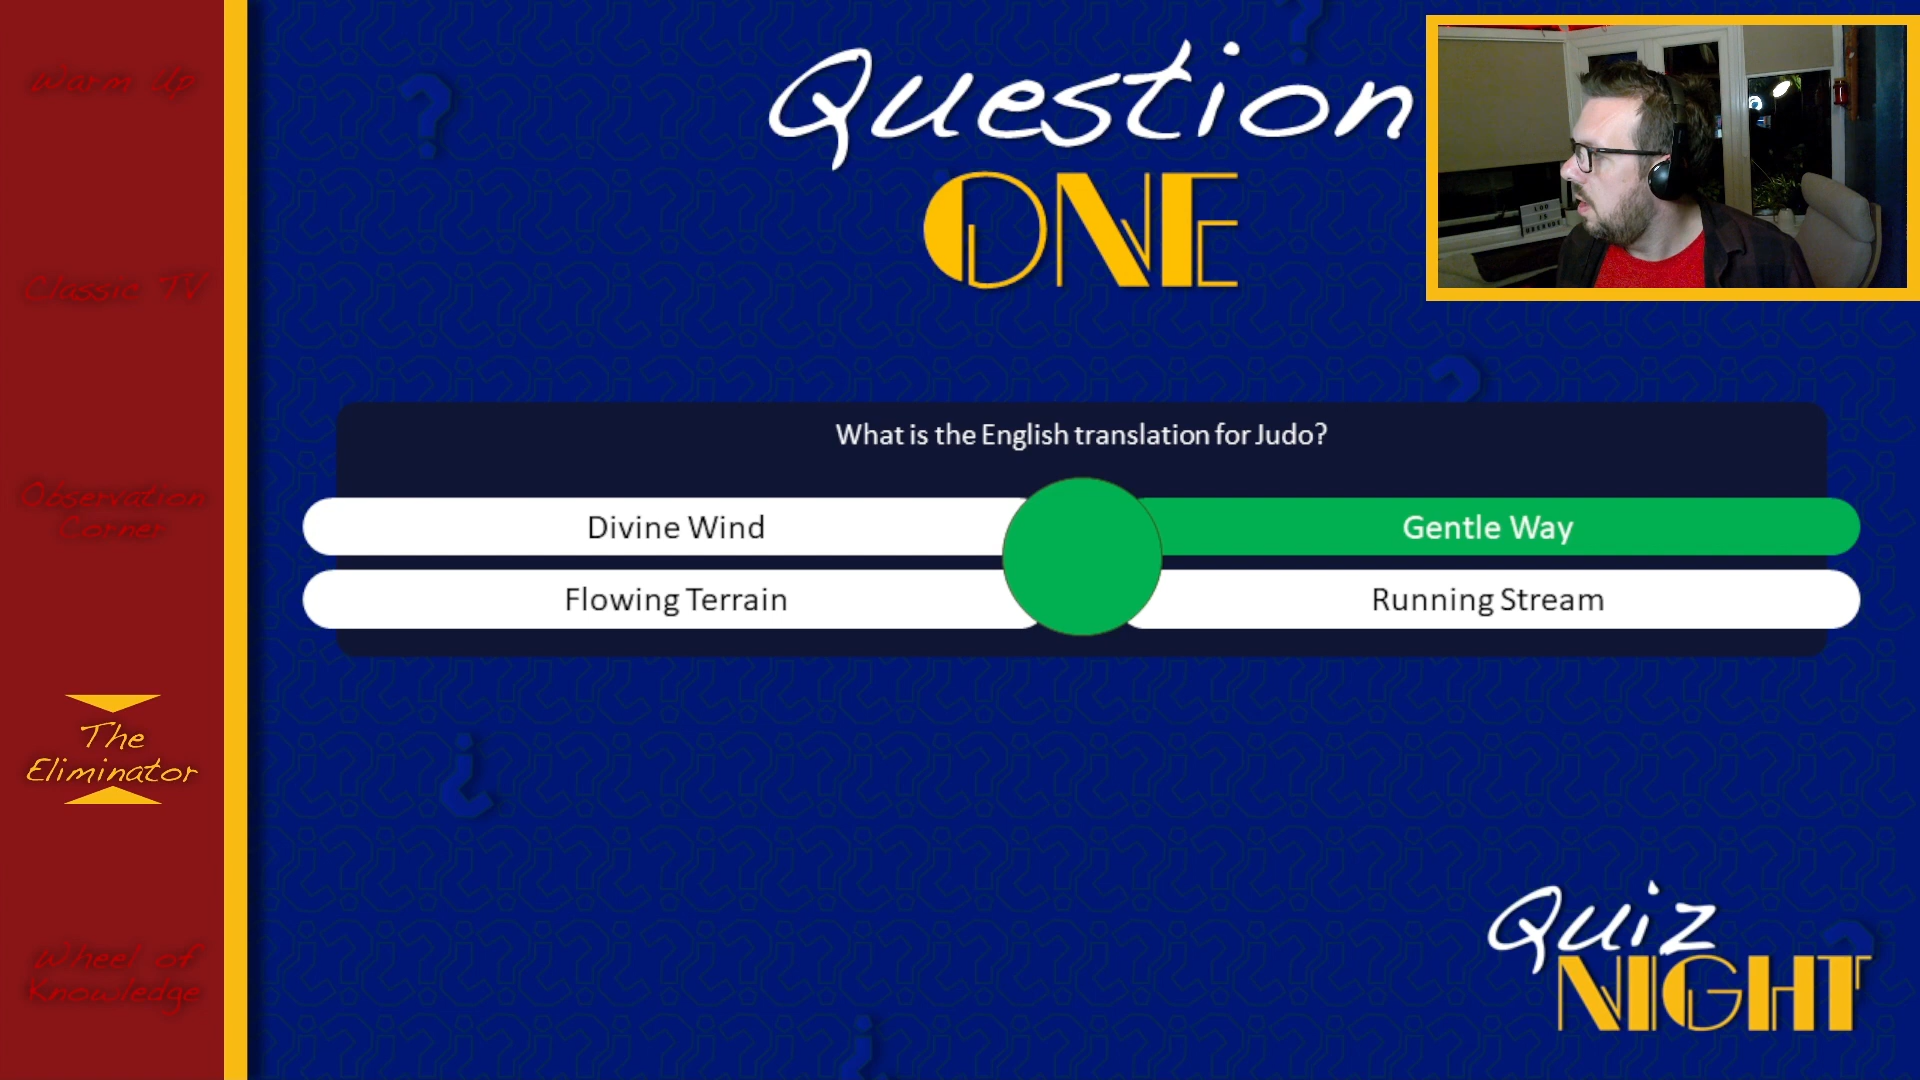 Warm Up
Classic TV
Observation
Corner
The
Eliminator
Wheel of
Knowledge
Question
ONE
What is the English translation for Judo?
Divine Wind
Gentle Way
Flowing Terrain
Running Stream
Quiz
NIGHT